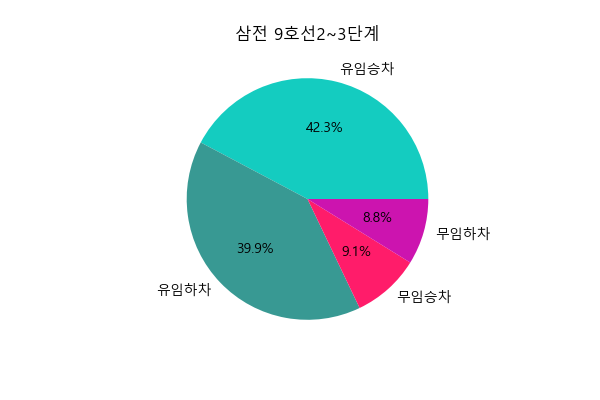 삼전 9호선2~3단계
유임승차
42.3%
8.8%
무임하차
39.9%
9.1%
유임하차
무임승차